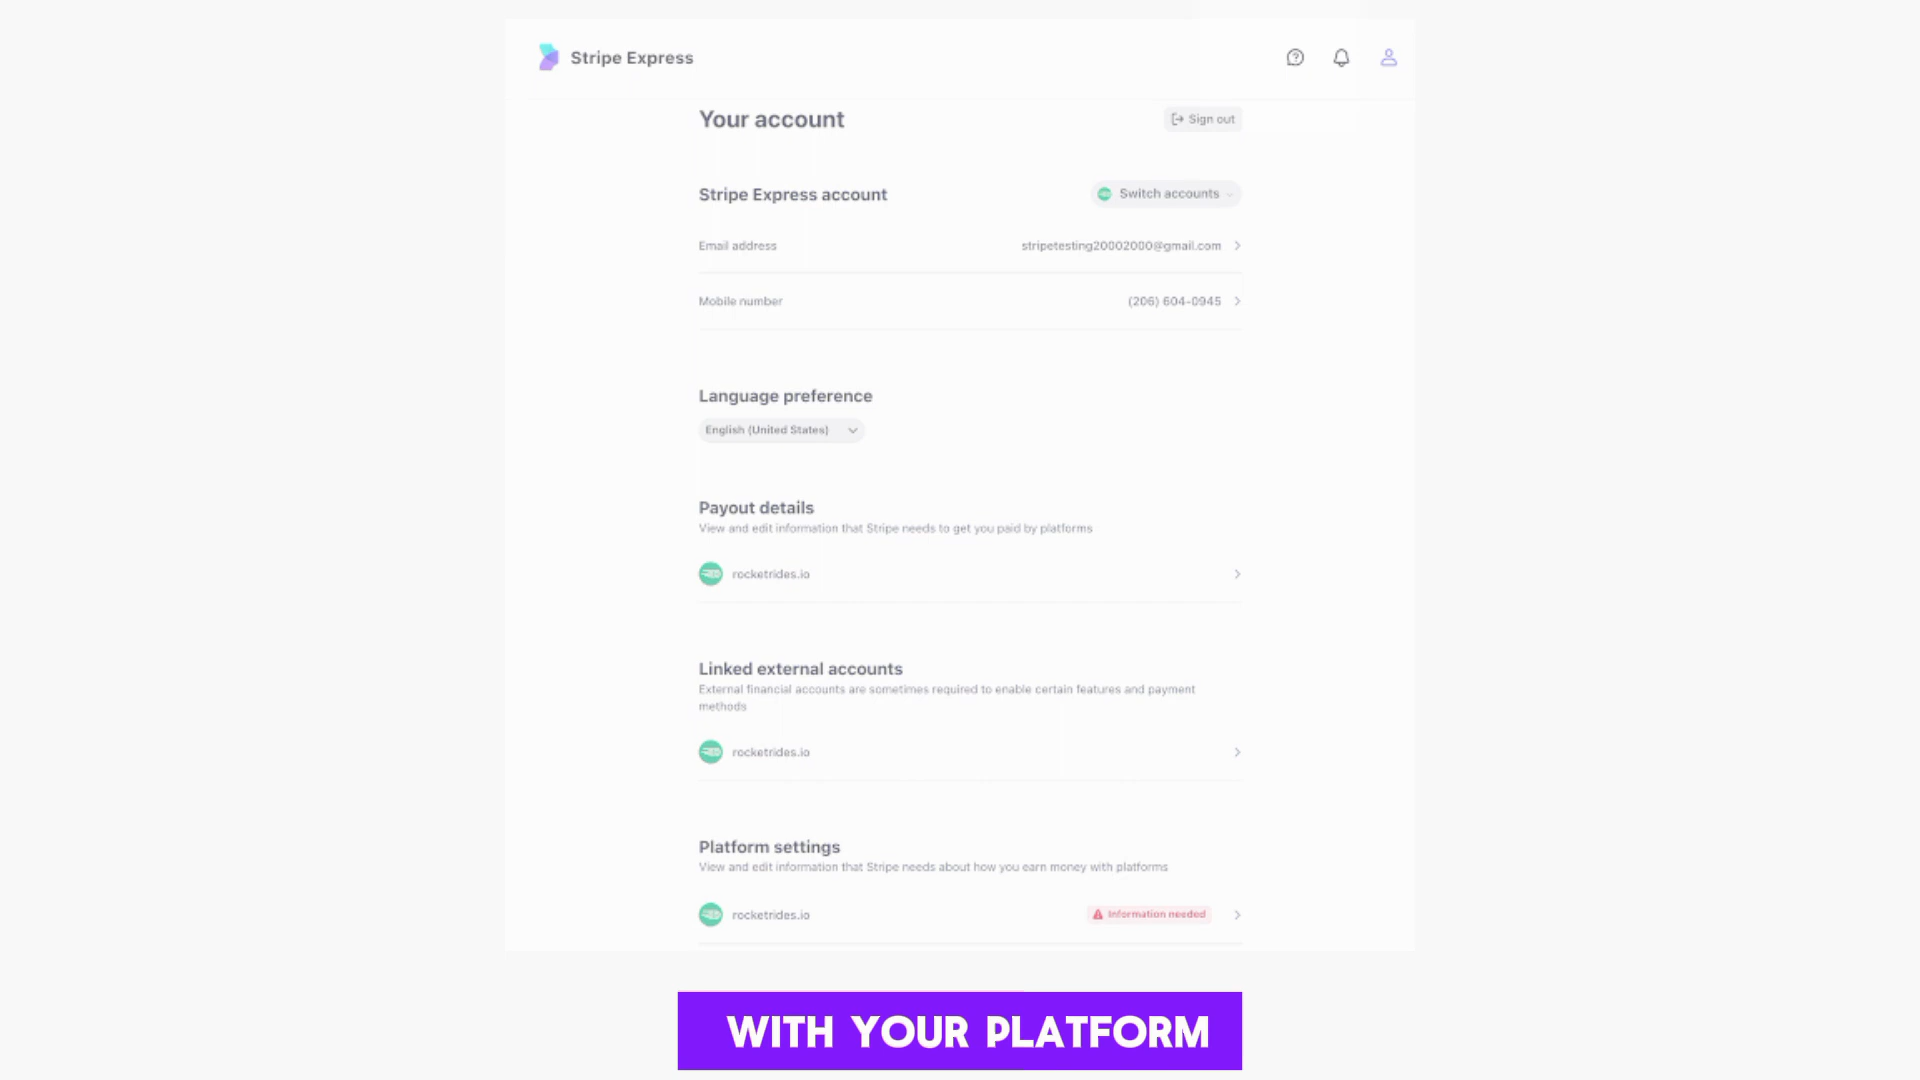 Stripe Express
Your account
Sign out
Stripe Express account
Switch accounts
Email address
stripetesting20002000@gmail.com
Mobile number
(206) 604-0945
Language preference
English (United States)
Payout details
View and edit information that Stripe needs to get you paid by platforms
rocketrides.io
Linked external accounts
External financial accounts are sometimes required to enable certain features and payment
methods
rocketrides.io
Platform settings
View and edit information that Stripe needs about how you earn money with platforms
rocketrides.io
Information needed
WITH YOUR PLATFORM